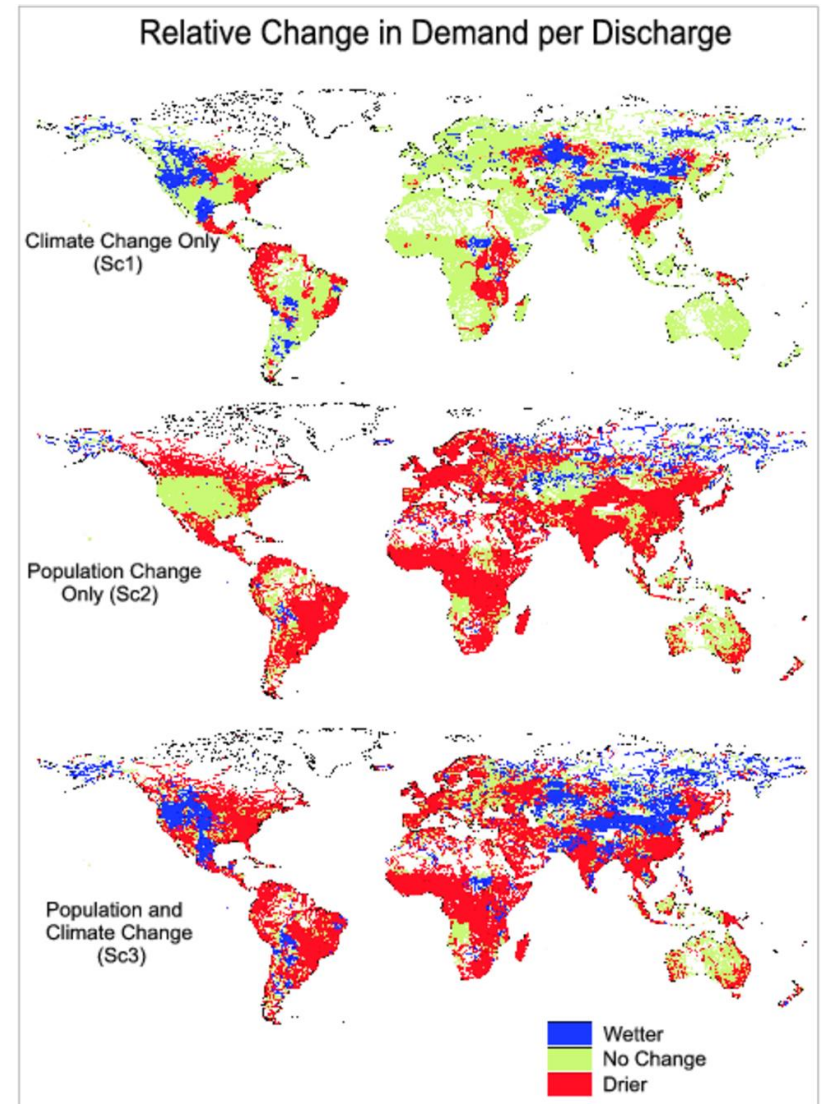 Relative Change in Demand per Discharge
Climate Change Only
(Sc1)
Population Change
Only (Sc2)
Population and
Climate Change
(Sc3)
Wetter
No Change
Drier